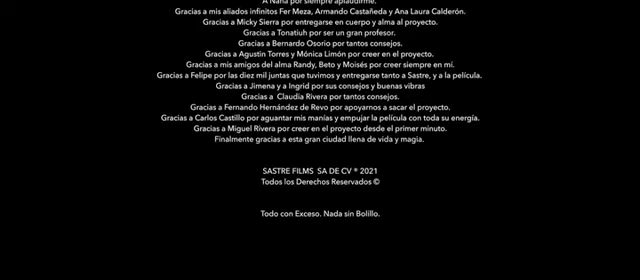 A Nana por siempre aplaudirme.
Gracias a mis aliados infinitos Fer Meza, Armando Castañeda y Ana Laura Calderón.
Gracias a Micky Sierra por entregarse en cuerpo y alma al proyecto.
Gracias a Tonatiuh por ser un gran profesor.
Gracias a Bernardo Osorio por tantos consejos.
Gracias a Agustín Torres y Mónica Limón por creer en el proyecto.
Gracias a mis amigos del alma Randy, Beto y Moisés por creer siempre en mí.
Gracias a Felipe por las diez mil juntas que tuvimos y entregarse tanto a Sastre, y a la película.
Gracias a Jimena y a Ingrid por sus consejos y buenas vibras
Gracias a Claudia Rivera por tantos consejos.
Gracias a Fernando Hernández de Revo por apoyarnos a sacar el proyecto.
Gracias a Carlos Castillo por aguantar mis manías y empujar la película con toda su energía.
Gracias a Miguel Rivera por creer en el proyecto desde el primer minuto.
Finalmente gracias a esta gran ciudad llena de vida y magia.
SASTRE FILMS SA DE CV ® 2021
Todos los Derechos Reservados ©
Todo con Exceso. Nada sin Bolillo.